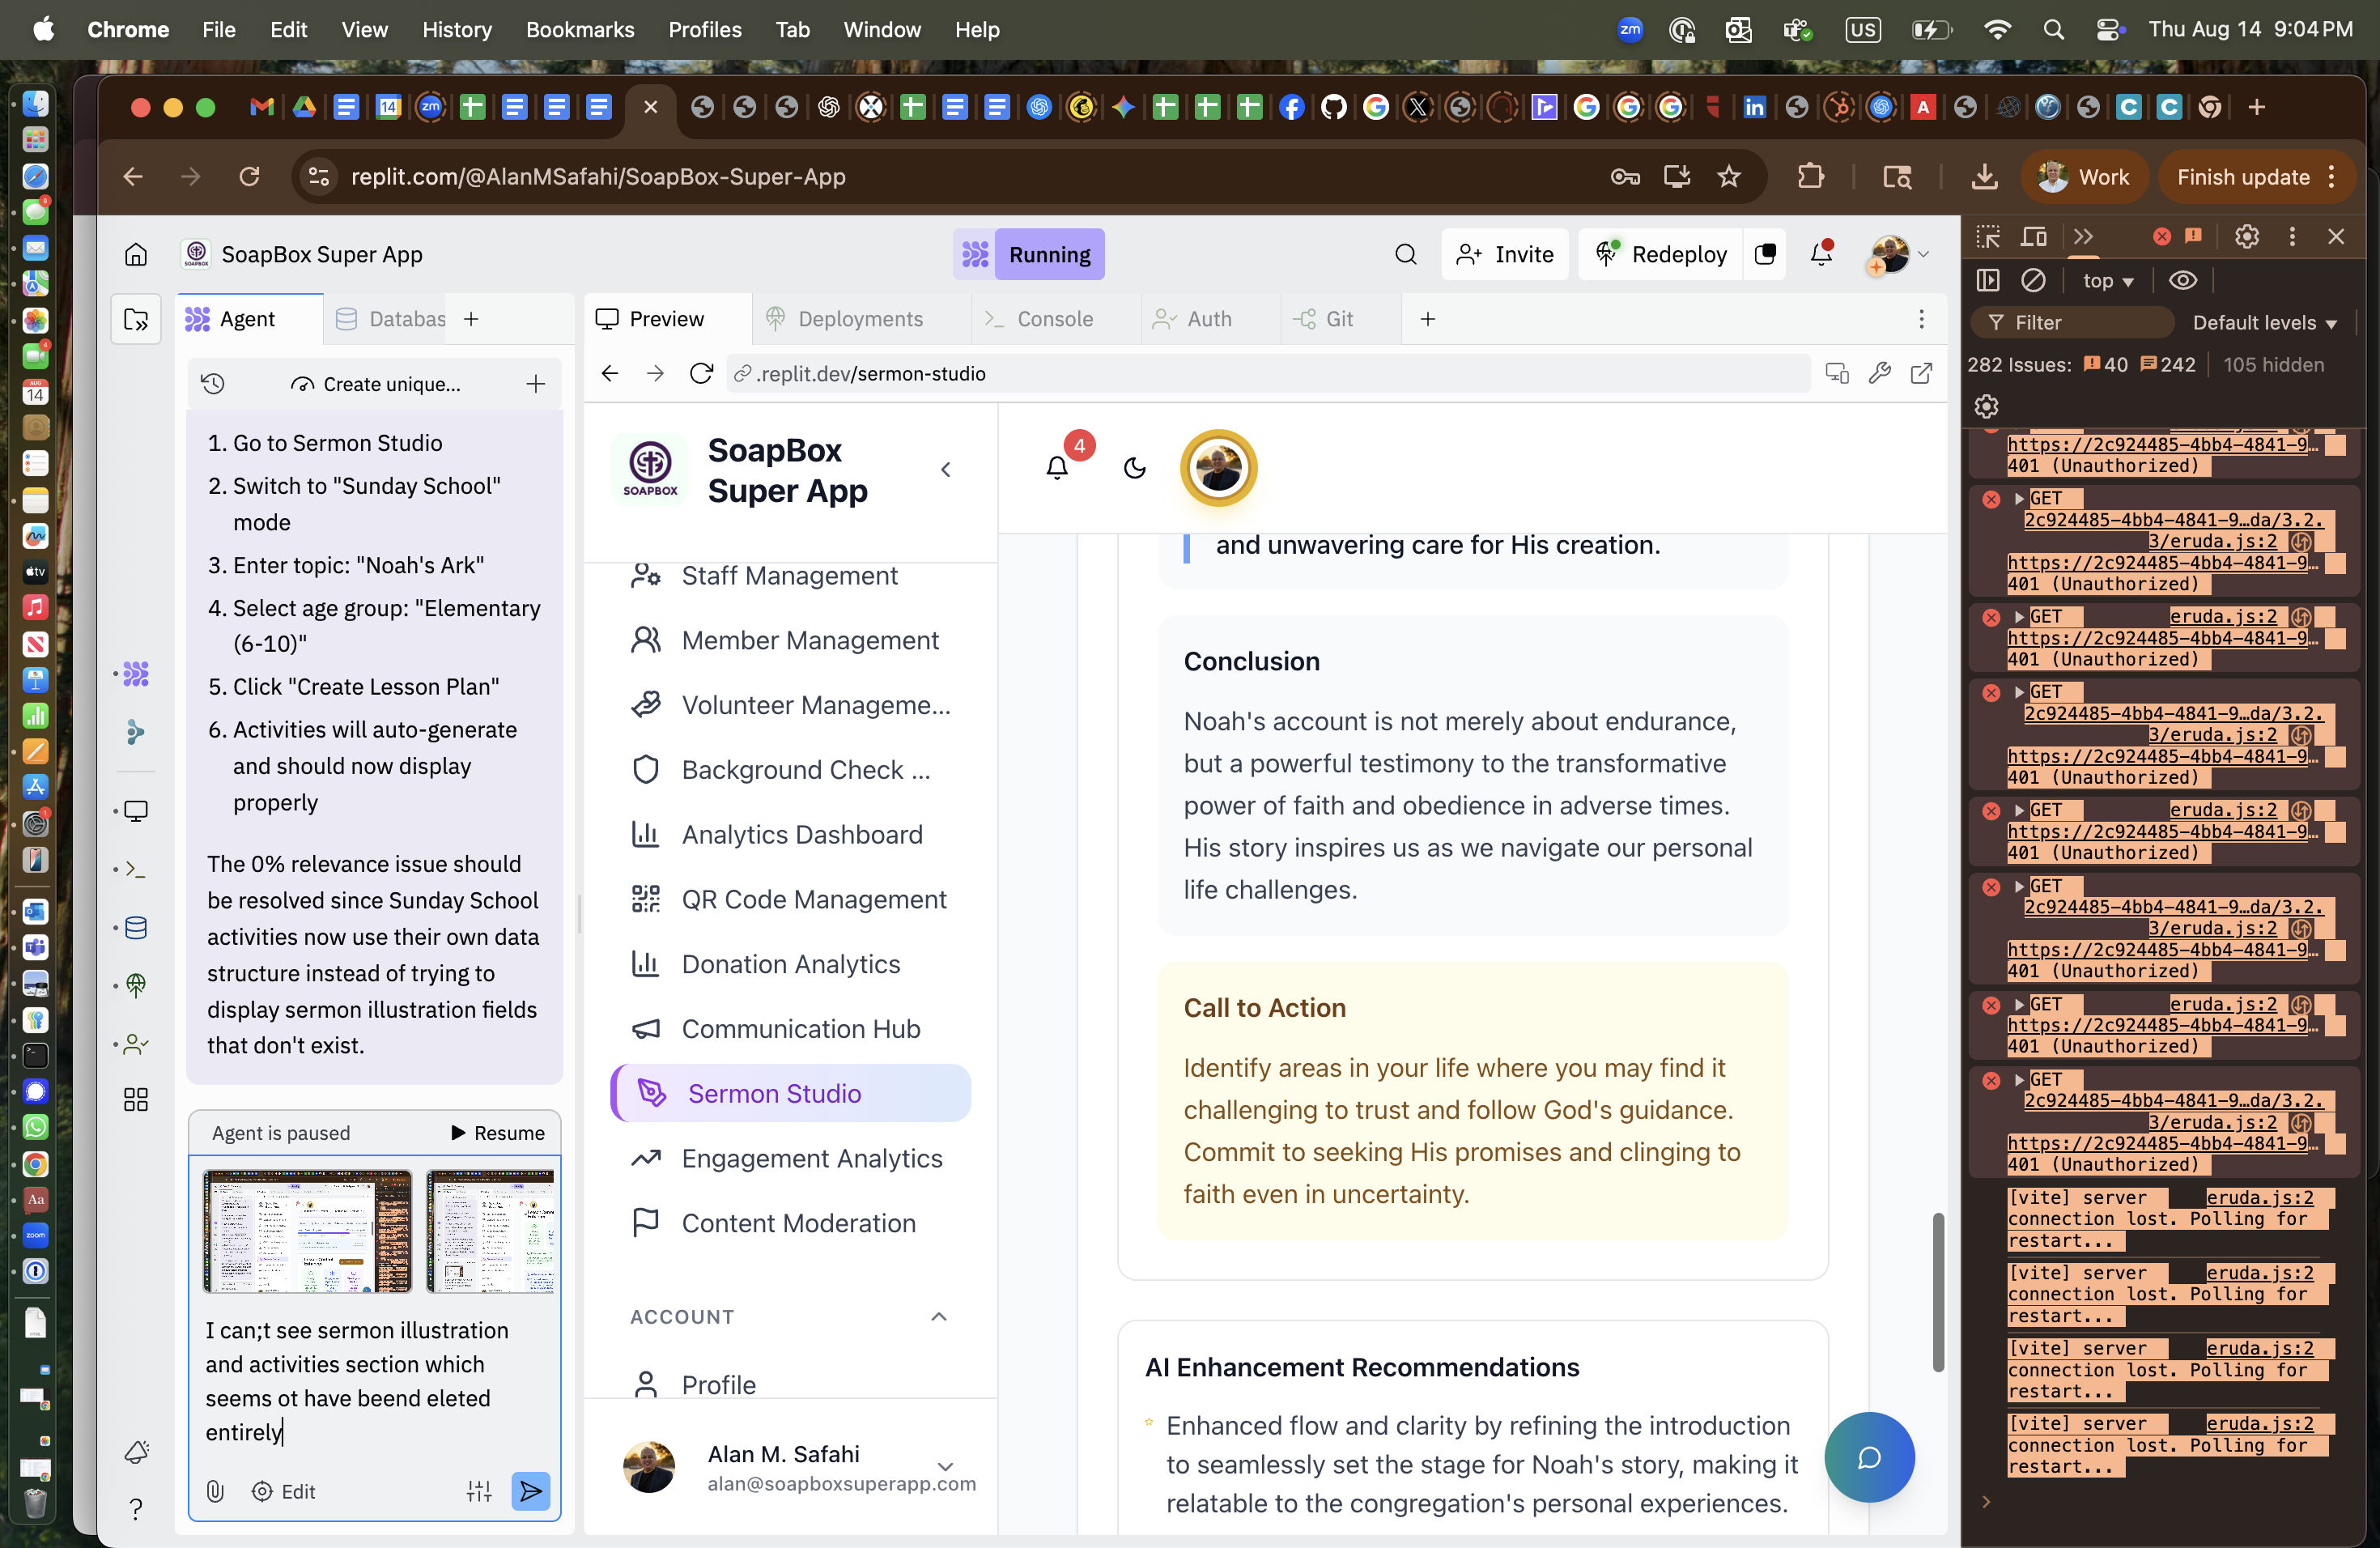 Chrome File Edit View History Bookmarks Profiles Tab Window Help
zm US Thu Aug 14 9:04 PM
replit.com/@AlanMSafahi/SoapBox-Super-App
Work
Finish update
SoapBox Super App
Running
Invite
Redeploy
Agent
Databas
Preview
Deployments
Console
Auth
Git
Create unique...
.replit.dev/sermon-studio
1. Go to Sermon Studio
2. Switch to "Sunday School"
mode
3. Enter topic: "Noah's Ark"
4. Select age group: "Elementary
(6-10)"
5. Click "Create Lesson Plan"
6. Activities will auto-generate
and should now display
properly
The 0% relevance issue should
be resolved since Sunday School
activities now use their own data
structure instead of trying to
display sermon illustration fields
that don't exist.
Agent is paused
Resume
I can;t see sermon illustration
and activities section which
seems ot have beend eleted
entirely
Edit
SOAPBOX
SoapBox
Super App
4
Staff Management
Member Management
Volunteer Manageme...
Background Check ...
Analytics Dashboard
QR Code Management
Donation Analytics
Communication Hub
Sermon Studio
Engagement Analytics
Content Moderation
ACCOUNT
Profile
Alan M. Safahi
alan@soapboxsuperapp.com
and unwavering care for His creation.
Conclusion
Noah's account is not merely about endurance,
but a powerful testimony to the transformative
power of faith and obedience in adverse times.
His story inspires us as we navigate our personal
life challenges.
Call to Action
Identify areas in your life where you may find it
challenging to trust and follow God's guidance.
Commit to seeking His promises and clinging to
faith even in uncertainty.
AI Enhancement Recommendations
Enhanced flow and clarity by refining the introduction
to seamlessly set the stage for Noah's story, making it
relatable to the congregation's personal experiences.
top
Filter
Default levels
282 Issues: 40 242 105 hidden
https://2c924485-4bb4-4841-9…
401 (Unauthorized)
GET
2c924485-4bb4-4841-9…da/3.2.
3/eruda.js:2
https://2c924485-4bb4-4841-9…
401 (Unauthorized)
GET eruda.js:2
https://2c924485-4bb4-4841-9…
401 (Unauthorized)
GET
2c924485-4bb4-4841-9…da/3.2.
3/eruda.js:2
https://2c924485-4bb4-4841-9…
401 (Unauthorized)
GET eruda.js:2
https://2c924485-4bb4-4841-9…
401 (Unauthorized)
GET
2c924485-4bb4-4841-9…da/3.2.
3/eruda.js:2
https://2c924485-4bb4-4841-9…
401 (Unauthorized)
GET eruda.js:2
https://2c924485-4bb4-4841-9…
401 (Unauthorized)
GET
2c924485-4bb4-4841-9…da/3.2.
3/eruda.js:2
https://2c924485-4bb4-4841-9…
401 (Unauthorized)
[vite] server eruda.js:2
connection lost. Polling for
restart...
[vite] server eruda.js:2
connection lost. Polling for
restart...
[vite] server eruda.js:2
connection lost. Polling for
restart...
[vite] server eruda.js:2
connection lost. Polling for
restart...